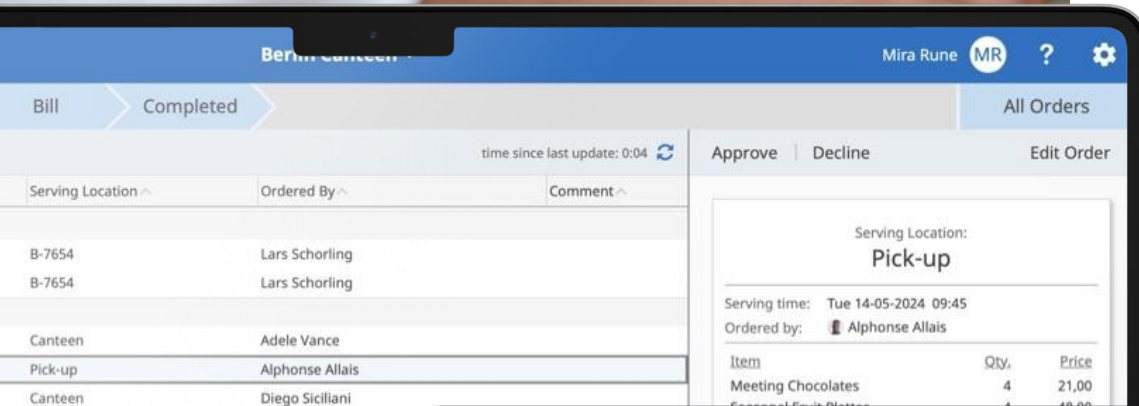 Mira Rune MR ?
Bill Completed All Orders
time since last update: 0:04 Approve Decline Edit Order
Serving Location Ordered By Comment
Serving Location:
Pick-up
B-7654 Lars Schorling
B-7654 Lars Schorling
Serving time: Tue 14-05-2024 09:45
Ordered by: Alphonse Allais
Canteen Adele Vance
Pick-up Alphonse Allais
Canteen Diego Siciliani
Item Qty. Price
Meeting Chocolates 4 21,00